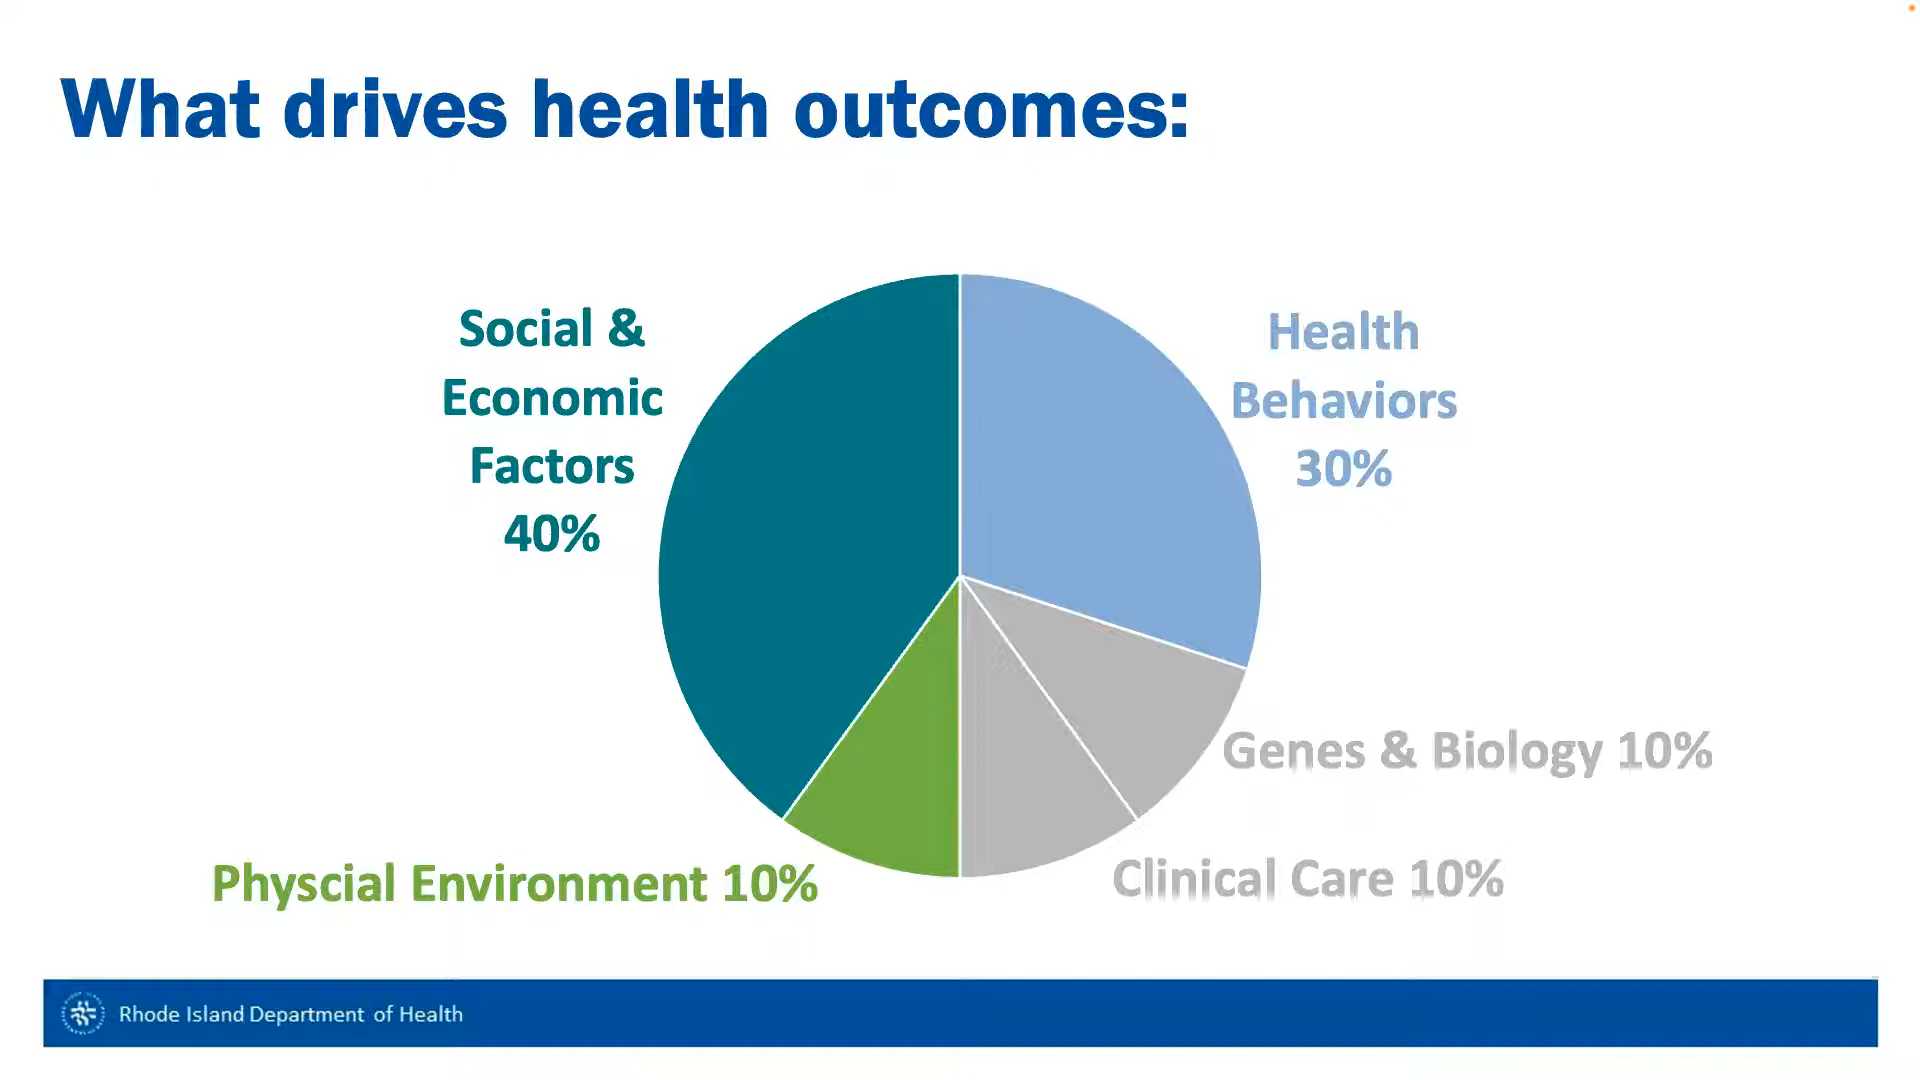 What drives health outcomes:
Social &
Economic
Factors
40%
Health
Behaviors
30%
Genes & Biology 10%
Clinical Care 10%
Physcial Environment 10%
Rhode Island Department of Health